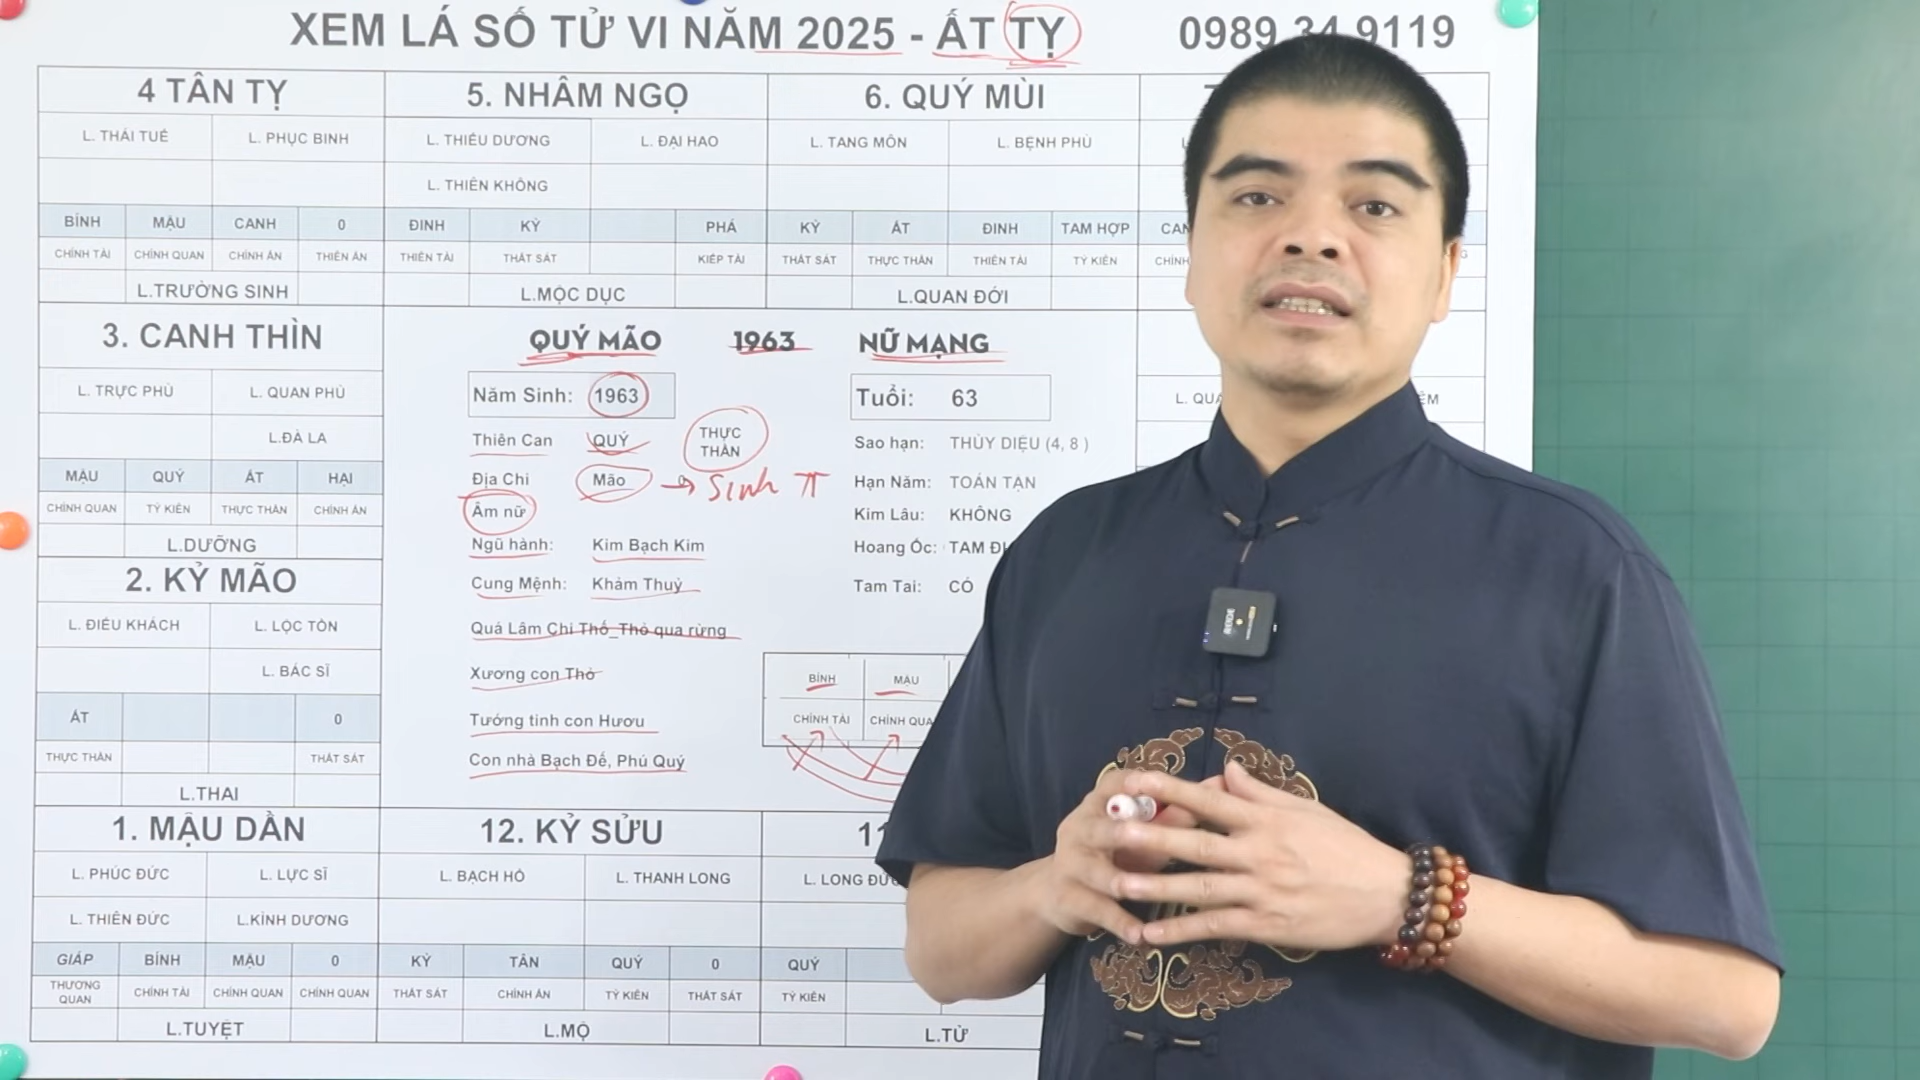 XEM LÁ SỐ TỬ VI NĂM 2025 - ẤT TỴ
4 TÂN TỴ
L. THÁI TUẾ L. PHỤC BINH
BÍNH MẬU CANH 0
CHÍNH TÀI CHÍNH QUAN CHÍNH ẤN THIÊN ẤN
L.TRƯỜNG SINH
5. NHÂM NGỌ
L. THIẾU DƯƠNG L. ĐẠI HAO
L. THIÊN KHÔNG
ĐINH KỶ PHÁ
THIÊN TÀI THẤT SÁT KIẾP TÀI
L.MỘC DỤC
6. QUÝ MÙI
L. TANG MÔN L. BỆNH PHÙ
KỶ ẤT ĐINH TAM HỢP
THẤT SÁT THỰC THẦN THIÊN TÀI TỶ KIÊN
L.QUAN ĐỚI
3. CANH THÌN
L. TRỰC PHÙ L. QUAN PHỦ
L.ĐÀ LA
MẬU QUÝ ẤT HẠI
CHÍNH QUAN TỶ KIÊN THỰC THẦN CHÍNH ẤN
L.DƯỠNG
QUÝ MÃO 1963 NỮ MẠNG
Năm Sinh: 1963
Tuổi: 63
Thiên Can QUÝ
THỰC THẦN
Địa Chi Mão
sinh
Âm nữ
Ngũ hành: Kim Bạch Kim
Cung Mệnh: Khảm Thuỷ
Quá Lâm Chi Thố_Thỏ qua rừng
Xương con Thỏ
Tướng tinh con Hươu
Con nhà Bạch Đế, Phú Quý
Sao hạn: THỦY DIỆU (4, 8 )
Hạn Năm: TOÁN TẬN
Kim Lâu: KHÔNG
Hoang Ốc: TAM
Tam Tai: CÓ
BÍNH MẬU
CHÍNH TÀI CHÍNH
2. KỶ MÃO
L. ĐIẾU KHÁCH L. LỘC TỒN
L. BÁC SĨ
ẤT 0
THỰC THẦN THẤT SÁT
L.THAI
1. MẬU DẦN
L. PHÚC ĐỨC L. LỰC SĨ
L. THIÊN ĐỨC L.KÌNH DƯƠNG
GIÁP BÍNH MẬU 0
THƯƠNG QUAN CHÍNH TÀI CHÍNH QUAN CHÍNH QUAN
L.TUYỆT
12. KỶ SỬU
L. BẠCH HỔ L. THANH LONG
KỶ TÂN QUÝ 0
THẤT SÁT CHÍNH ẤN TỶ KIÊN THẤT SÁT
L.MỘ
11
L. LONG ĐỨC
QUÝ
TỶ KIÊN
L.TỬ